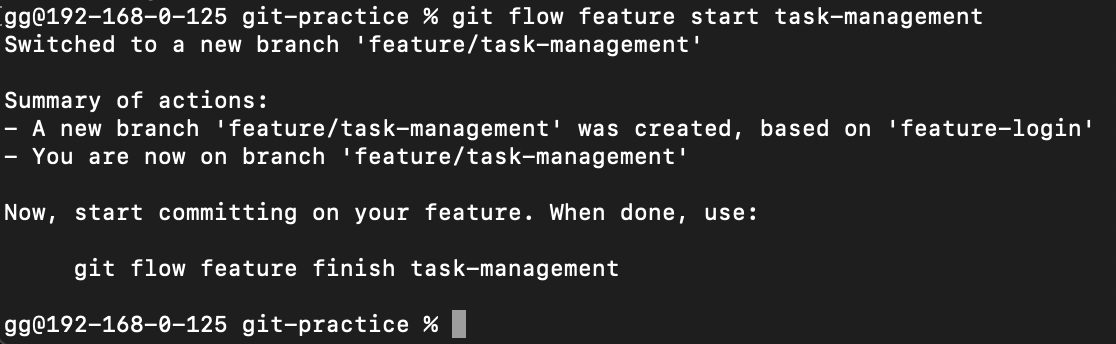 gg@192-168-0-125 git-practice % git flow feature start task-management
Switched to a new branch 'feature/task-management'
Summary of actions:
- A new branch 'feature/task-management' was created, based on 'feature-login'
- You are now on branch 'feature/task-management'
Now, start committing on your feature. When done, use:
git flow feature finish task-management
gg@192-168-0-125 git-practice %